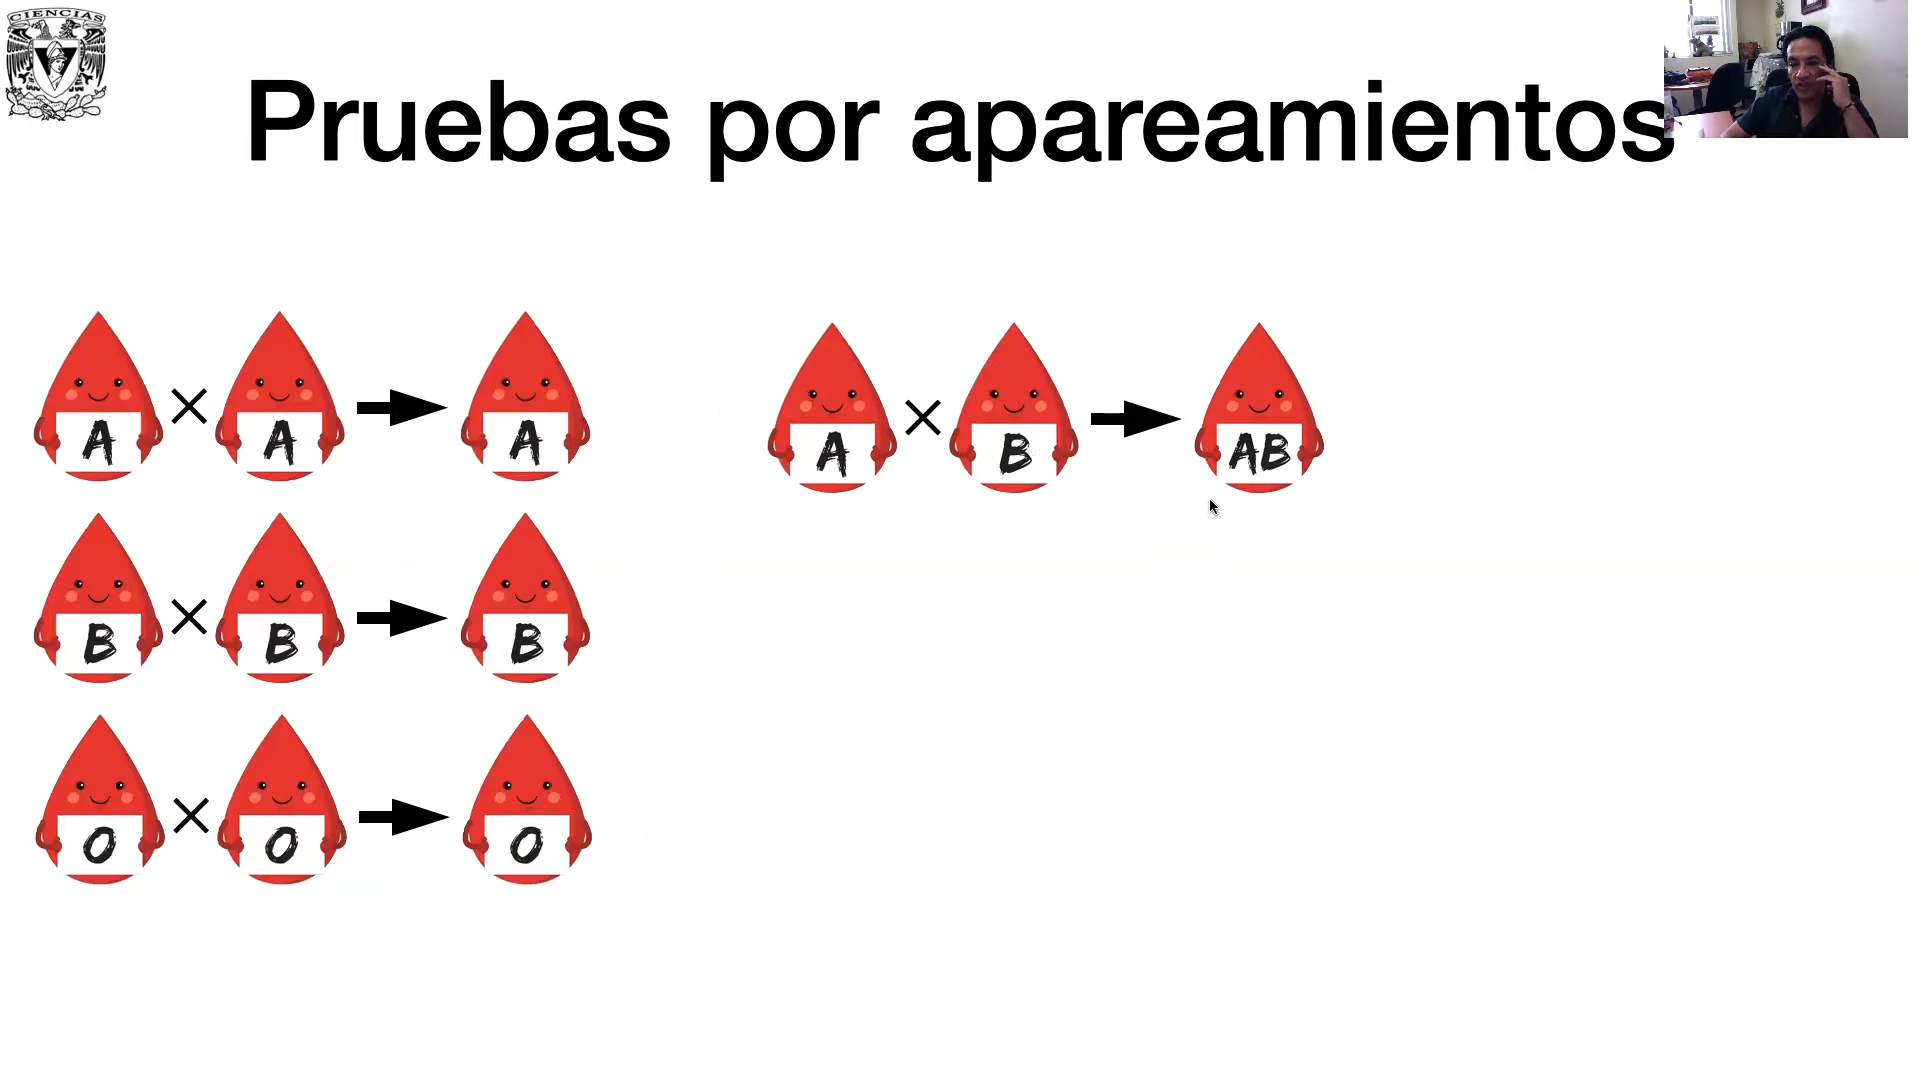 CIENCIAS
Pruebas por apareamientos
A × A A
A × B AB
B × B B
O × O O